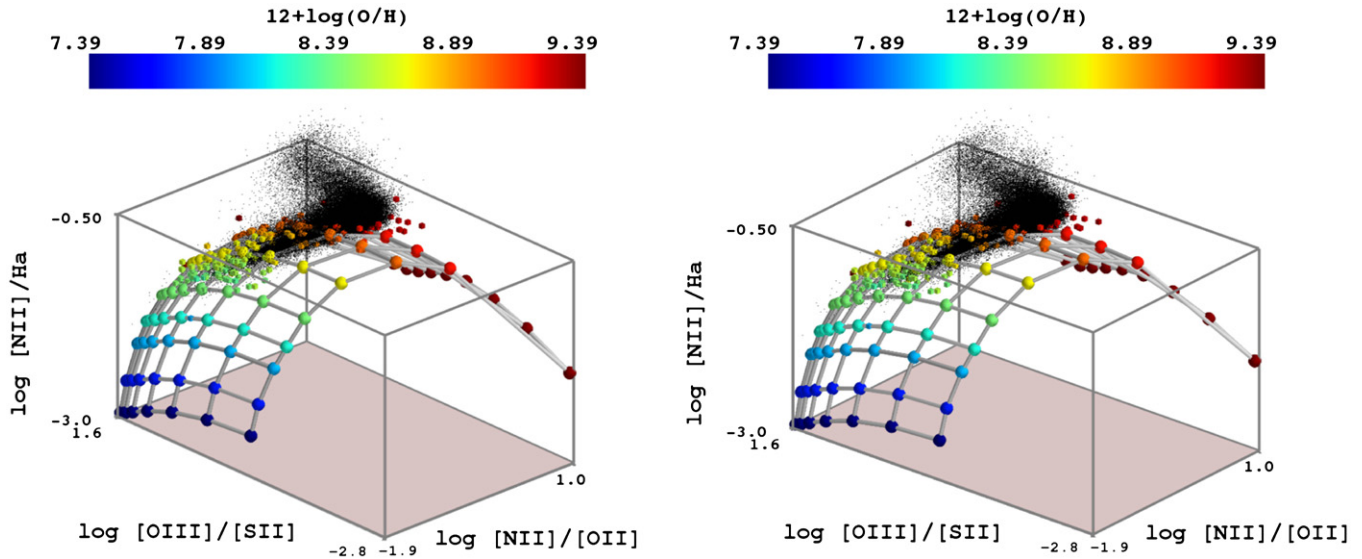 12+log(O/H)
7.39 7.89 8.39 8.89 9.39
-0.50
log [NII]/Ha
-3.0
1.6
1.0
log [OIII]/[SII]
log [NII]/[OII]
-2.8 -1.9
12+log(O/H)
7.39 7.89 8.39 8.89 9.39
-0.50
log [NII]/Ha
-3.0
1.6
1.0
log [OIII]/[SII]
log [NII]/[OII]
-2.8 -1.9